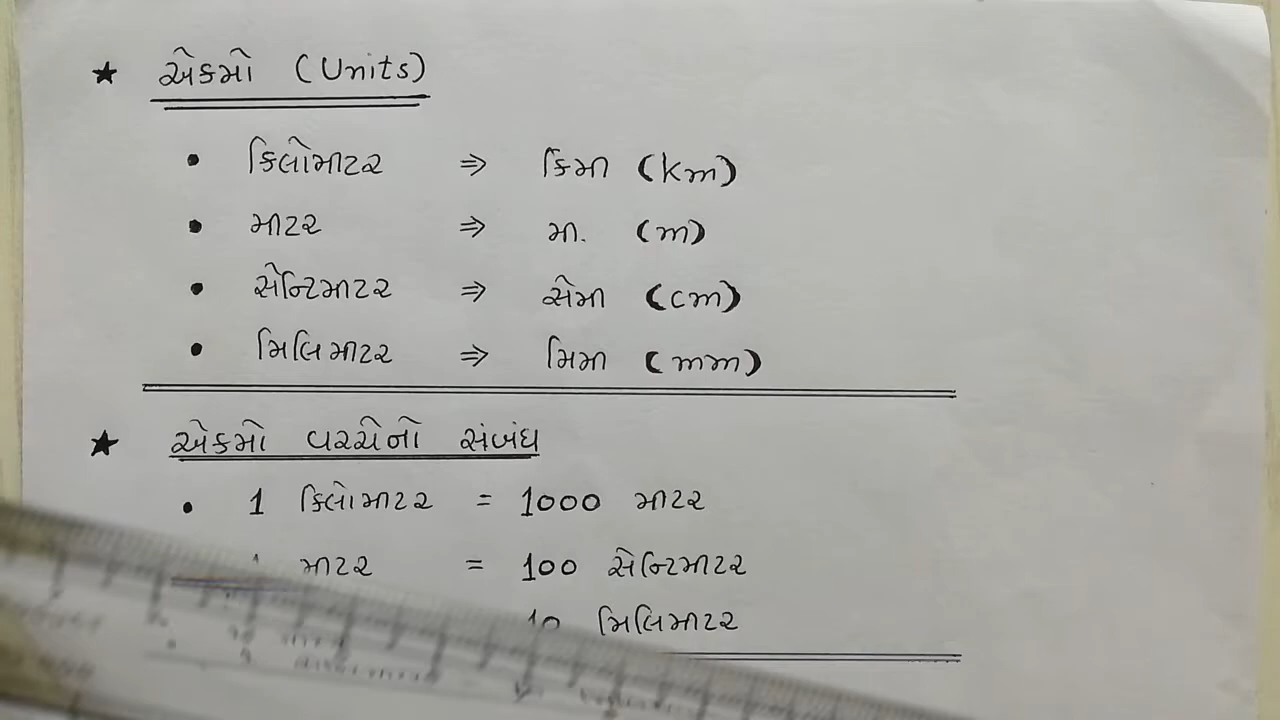 ★ એકમો (Units)
• કિલોમીટર ⇒ કિમી (km)
• મીટર ⇒ મી. (m)
• સેન્ટિમીટર ⇒ સેમી (cm)
• મિલિમીટર ⇒ મિમી (mm)
★ એકમો વચ્ચેનો સંબંધ
• 1 કિલોમીટર = 1000 મીટર
મીટર = 100 સેન્ટિમીટર
10 મિલિમીટર